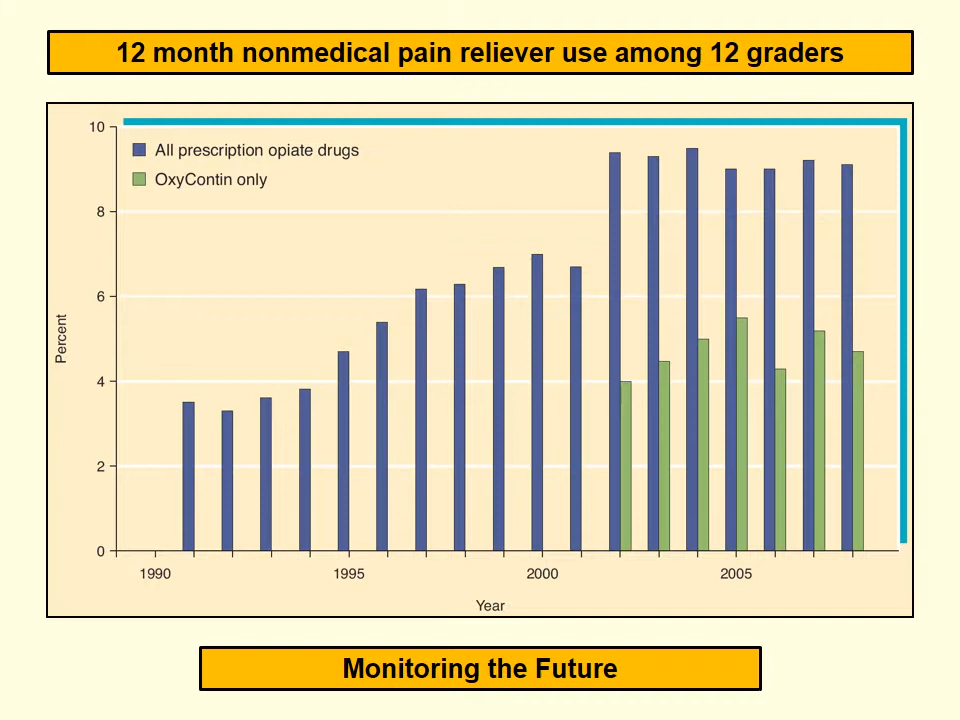 12 month nonmedical pain reliever use among 12 graders
All prescription opiate drugs
OxyContin only
10
8
6
4
2
0
Percent
1990
1995
2000
2005
Year
Monitoring the Future